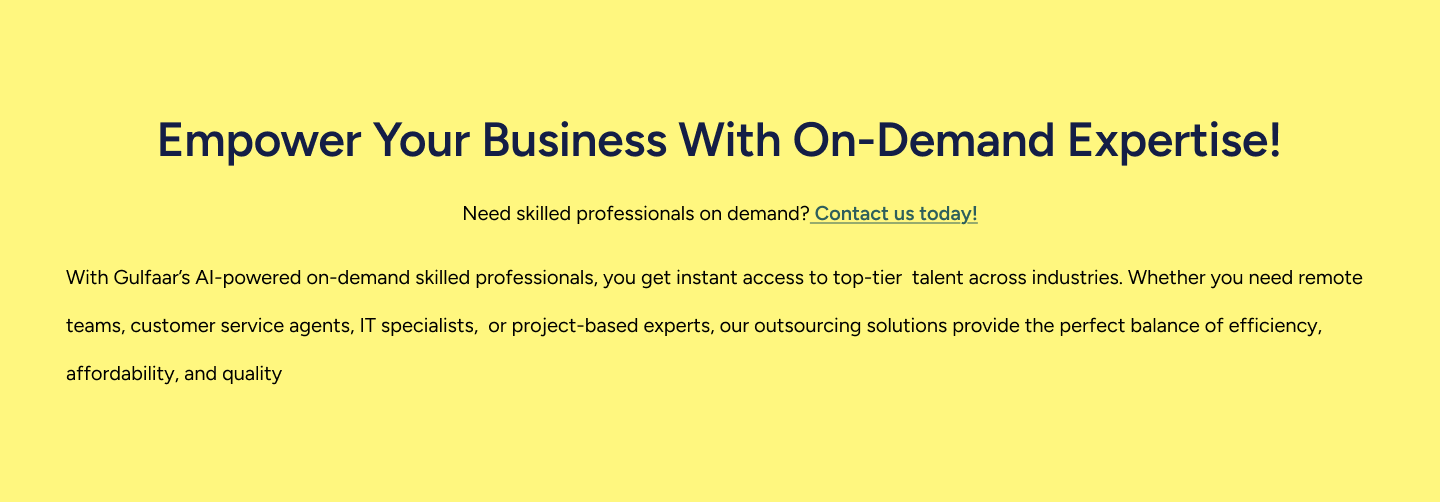 Empower Your Business With On-Demand Expertise!
Need skilled professionals on demand? Contact us today!
With Gulfaar’s AI-powered on-demand skilled professionals, you get instant access to top-tier  talent across industries. Whether you need remote
teams, customer service agents, IT specialists,  or project-based experts, our outsourcing solutions provide the perfect balance of efficiency,
affordability, and quality